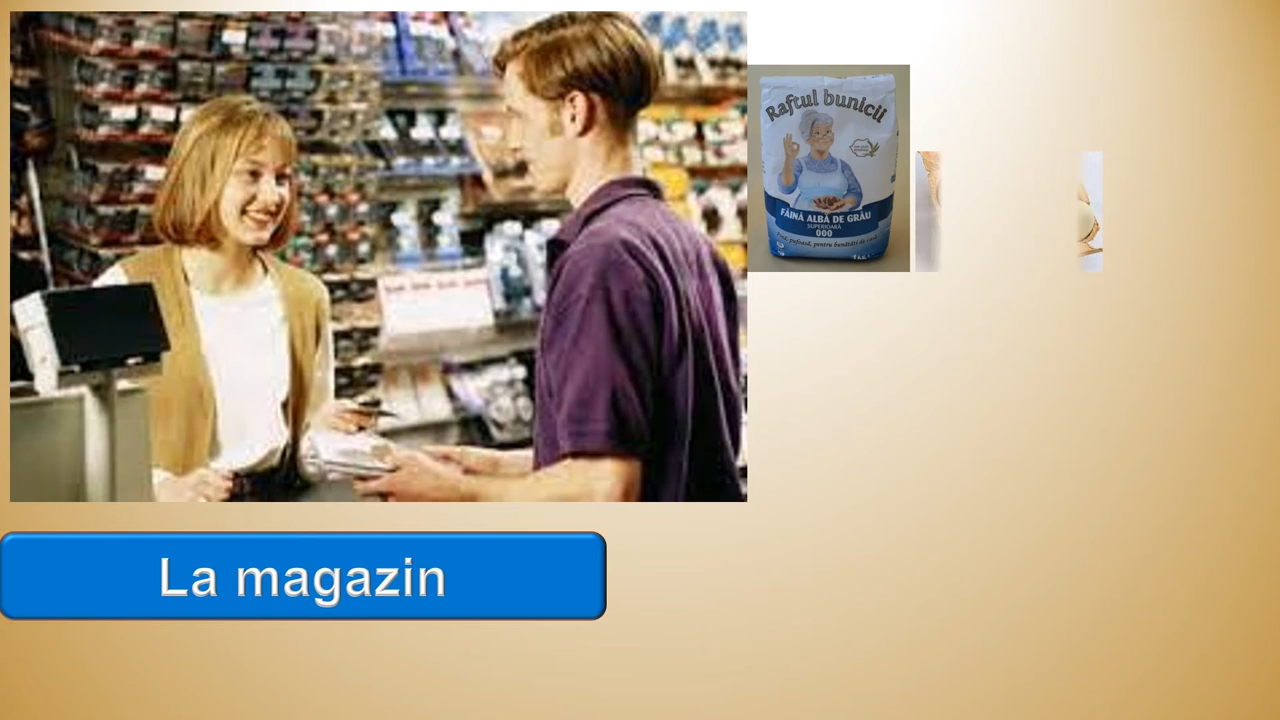 Raftul bunicii
FĂINĂ ALBĂ DE GRÂU
SUPERIOARĂ
000
La magazin